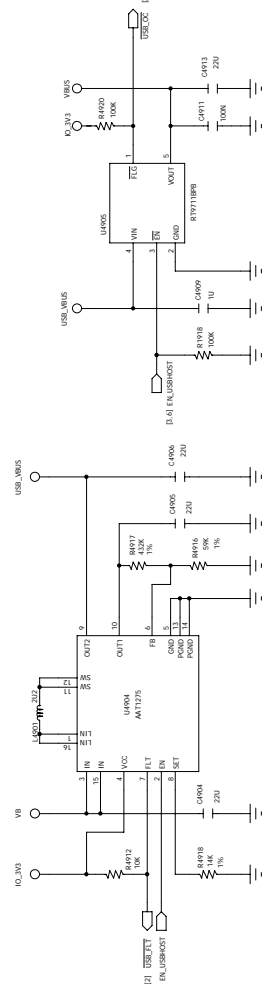 IO_3V3
VB
R4912
10K
[2] USB_FLT
EN_USBHOST
R4918
14K
1%
C4904
22U
L4901 2U2
16 LIN
1 LIN
11 SW
12 SW
3 IN
15 IN
4 VCC
7 FLT
2 EN
8 SET
U4904
AAT1275
OUT2 9
OUT1 10
FB 6
GND 5
PGND 13
PGND 14
R4917
432K
1%
R4916
59K
1%
C4905
22U
C4906
22U
USB_VBUS
USB_VBUS
[3,6] EN_USBHOST
R1918
100K
C4909
1U
U4905
4 VIN
3 EN
2 GND
FLG 1
VOUT 5
RT9711BPB
IO_3V3
VBUS
R4920
100K
C4911
100N
C4913
22U
USB_OC